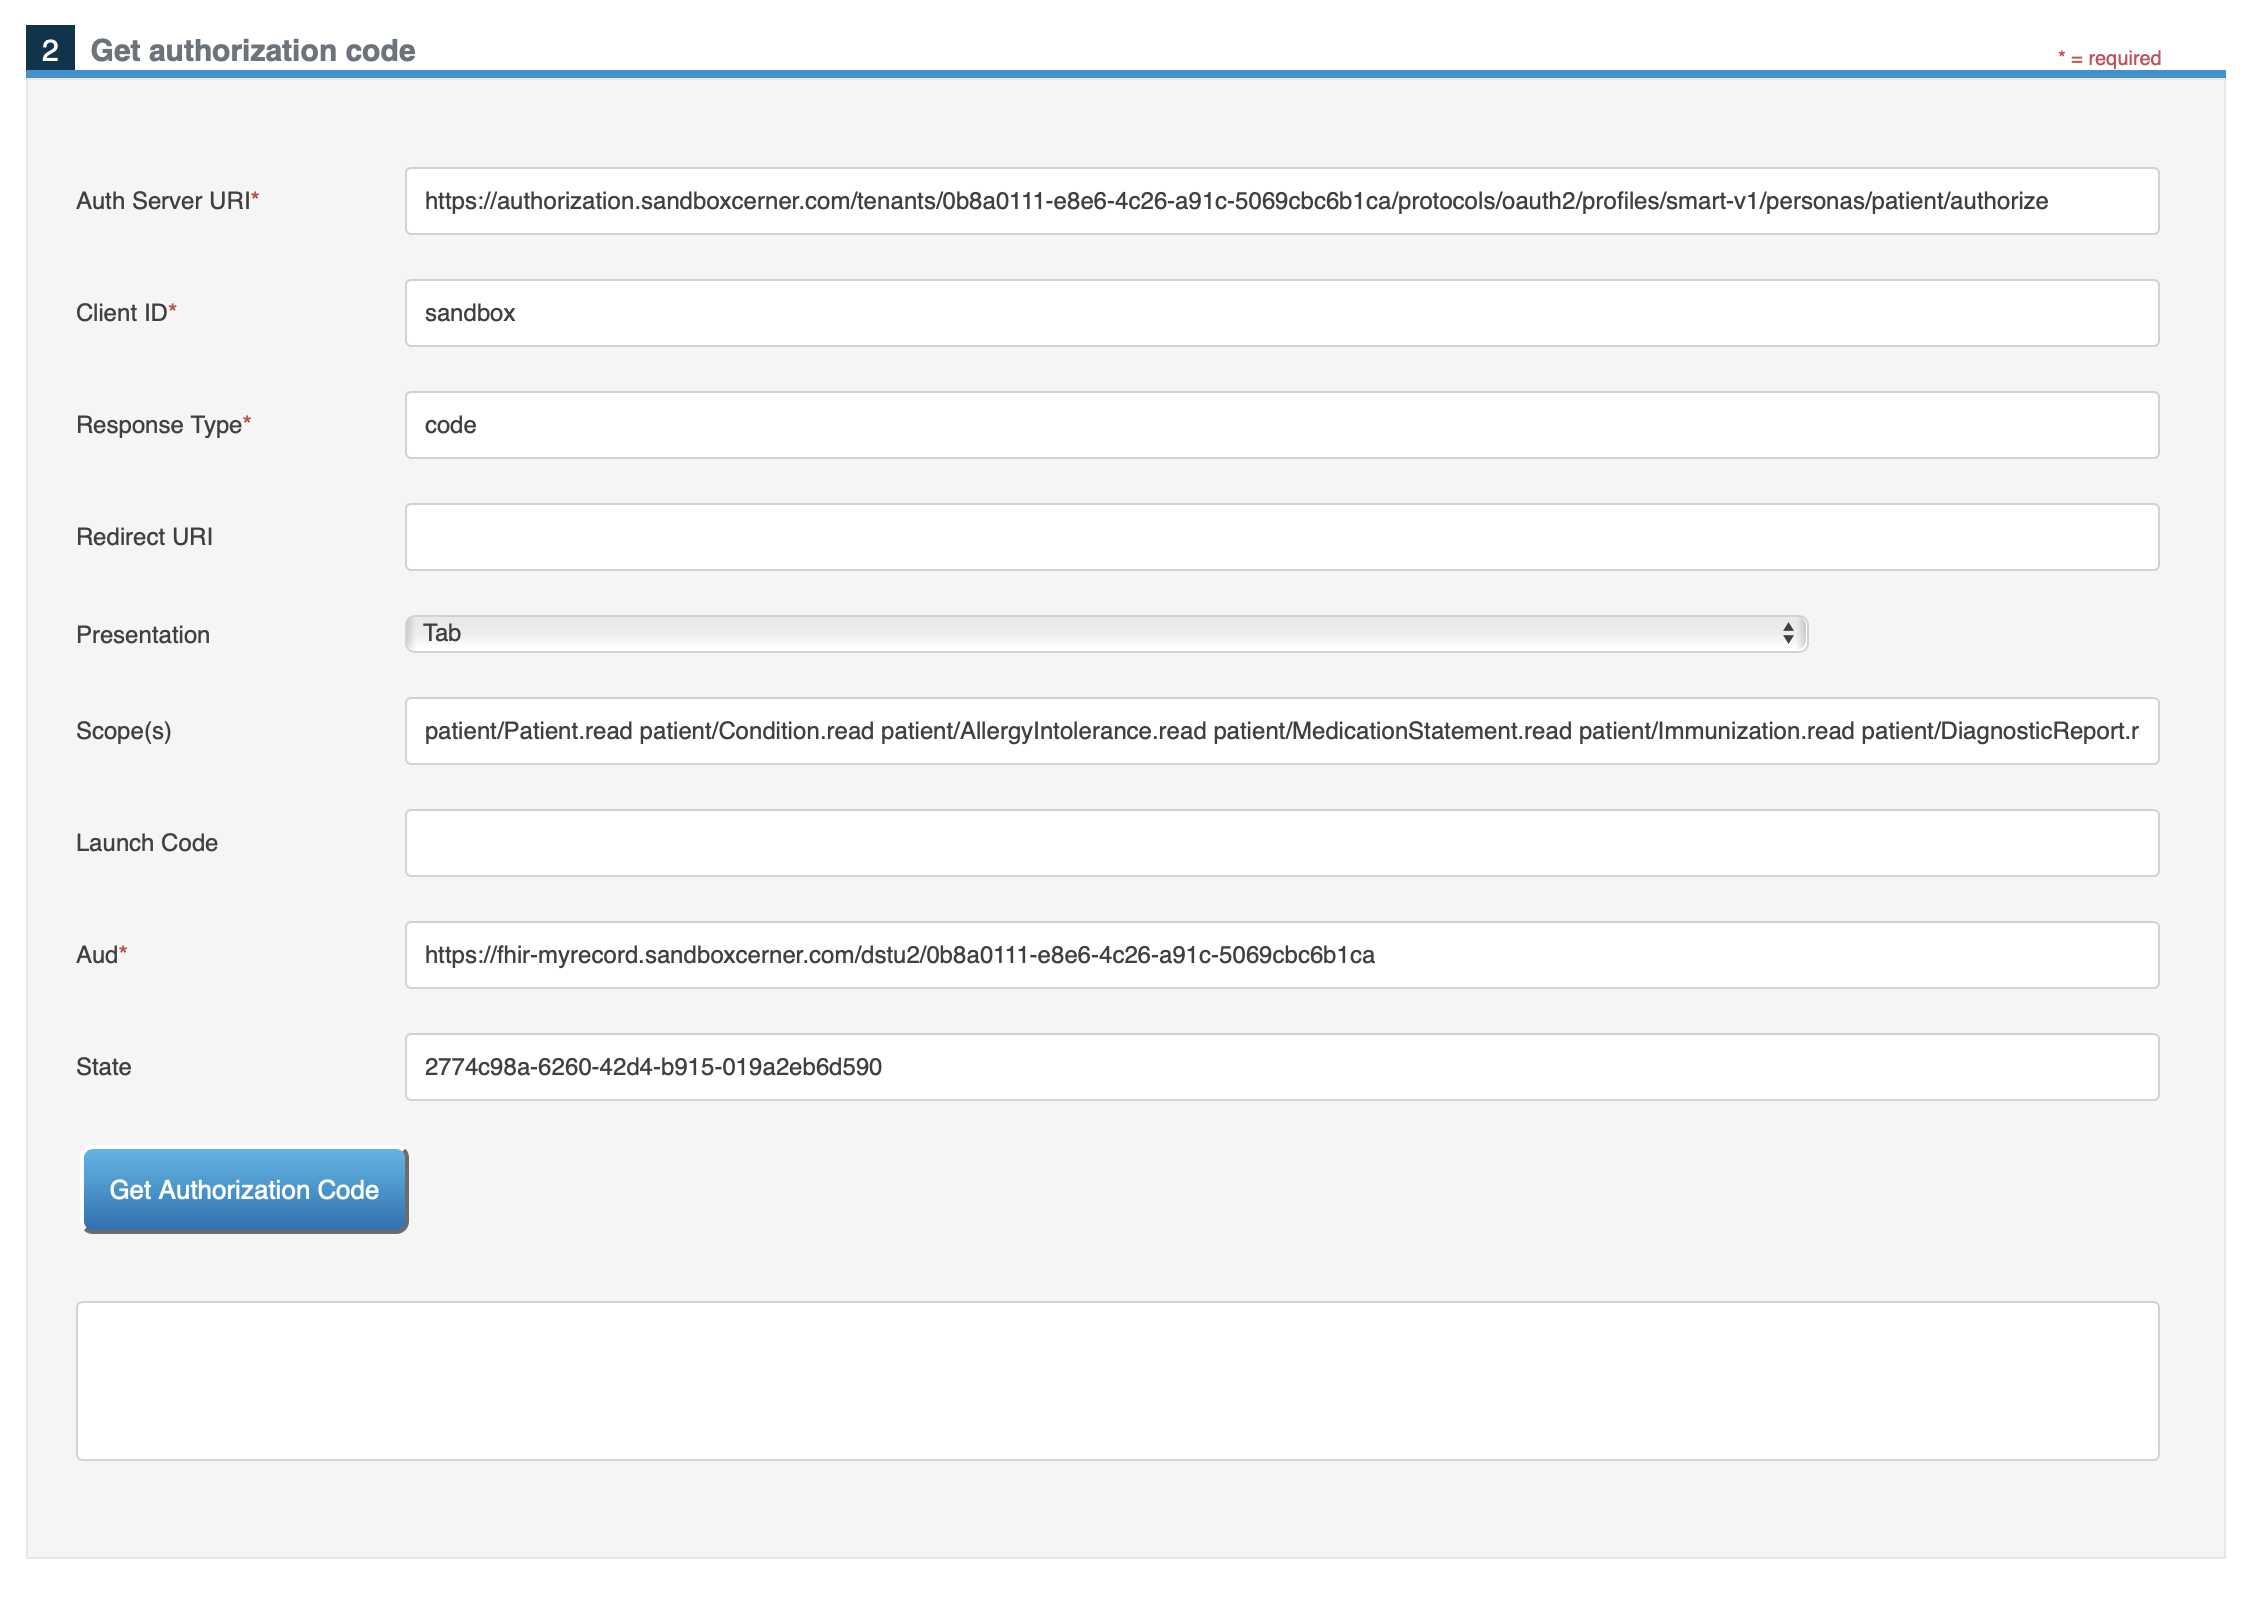 2 Get authorization code
* = required
Auth Server URI* https://authorization.sandboxcerner.com/tenants/0b8a0111-e8e6-4c26-a91c-5069cbc6b1ca/protocols/oauth2/profiles/smart-v1/personas/patient/authorize
Client ID* sandbox
Response Type* code
Redirect URI
Presentation Tab
Scope(s) patient/Patient.read patient/Condition.read patient/AllergyIntolerance.read patient/MedicationStatement.read patient/Immunization.read patient/DiagnosticReport.r
Launch Code
Aud* https://fhir-myrecord.sandboxcerner.com/dstu2/0b8a0111-e8e6-4c26-a91c-5069cbc6b1ca
State 2774c98a-6260-42d4-b915-019a2eb6d590
Get Authorization Code